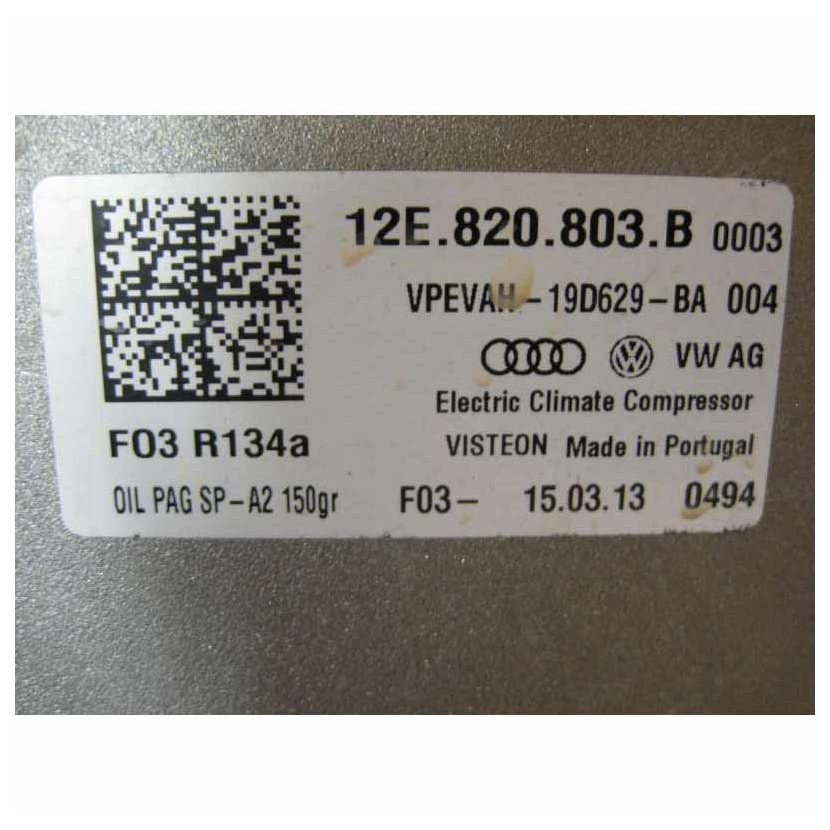 12E.820.803.B 0003
VPEVAH-19D629-BA 004
VW AG
Electric Climate Compressor
F03 R134a VISTEON Made in Portugal
OIL PAG SP-A2 150gr F03- 15.03.13 0494